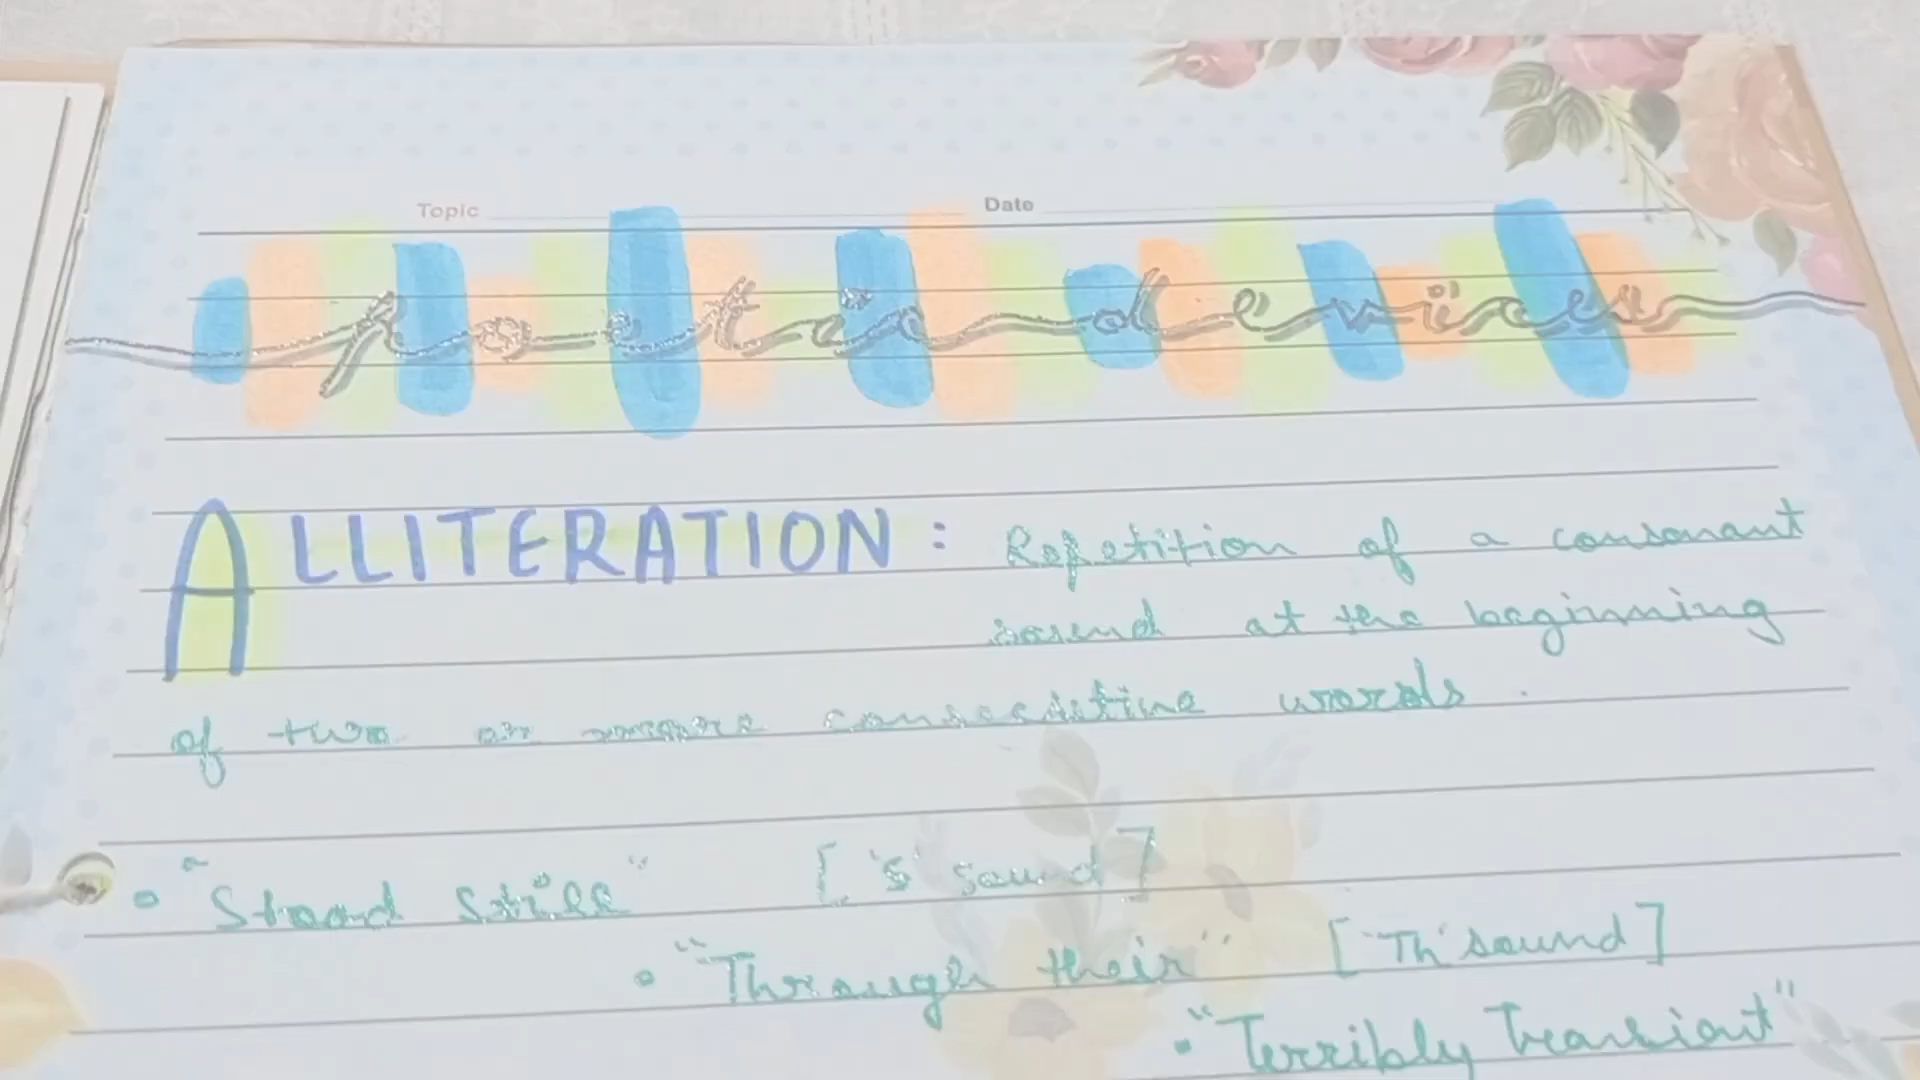 Topic Date
poetic devices
ALLITERATION : Repetition of a consonant
sound at the beginning
of two or more consecutive words.
• "Stood still" ['S' sound]
• "Through their" ['Th' sound]
• "Terribly Transient"